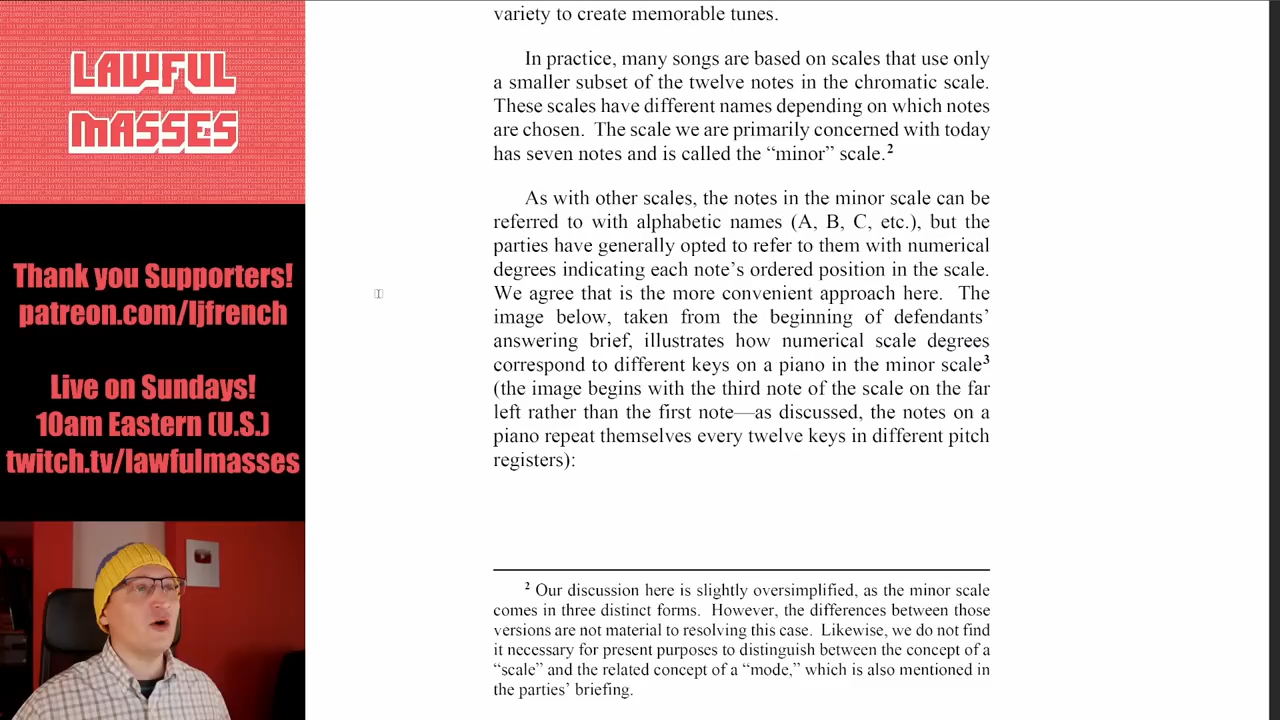 LAWFUL
MASSES
Thank you Supporters!
patreon.com/ljfrench
Live on Sundays!
10am Eastern (U.S.)
twitch.tv/lawfulmasses
variety to create memorable tunes.
In practice, many songs are based on scales that use only
a smaller subset of the twelve notes in the chromatic scale.
These scales have different names depending on which notes
are chosen.  The scale we are primarily concerned with today
has seven notes and is called the “minor” scale.2
As with other scales, the notes in the minor scale can be
referred to with alphabetic names (A, B, C, etc.), but the
parties have generally opted to refer to them with numerical
degrees indicating each note’s ordered position in the scale.
We agree that is the more convenient approach here.  The
image below, taken from the beginning of defendants’
answering brief, illustrates how numerical scale degrees
correspond to different keys on a piano in the minor scale3
(the image begins with the third note of the scale on the far
left rather than the first note—as discussed, the notes on a
piano repeat themselves every twelve keys in different pitch
registers):
2 Our discussion here is slightly oversimplified, as the minor scale
comes in three distinct forms.  However, the differences between those
versions are not material to resolving this case.  Likewise, we do not find
it necessary for present purposes to distinguish between the concept of a
“scale” and the related concept of a “mode,” which is also mentioned in
the parties’ briefing.